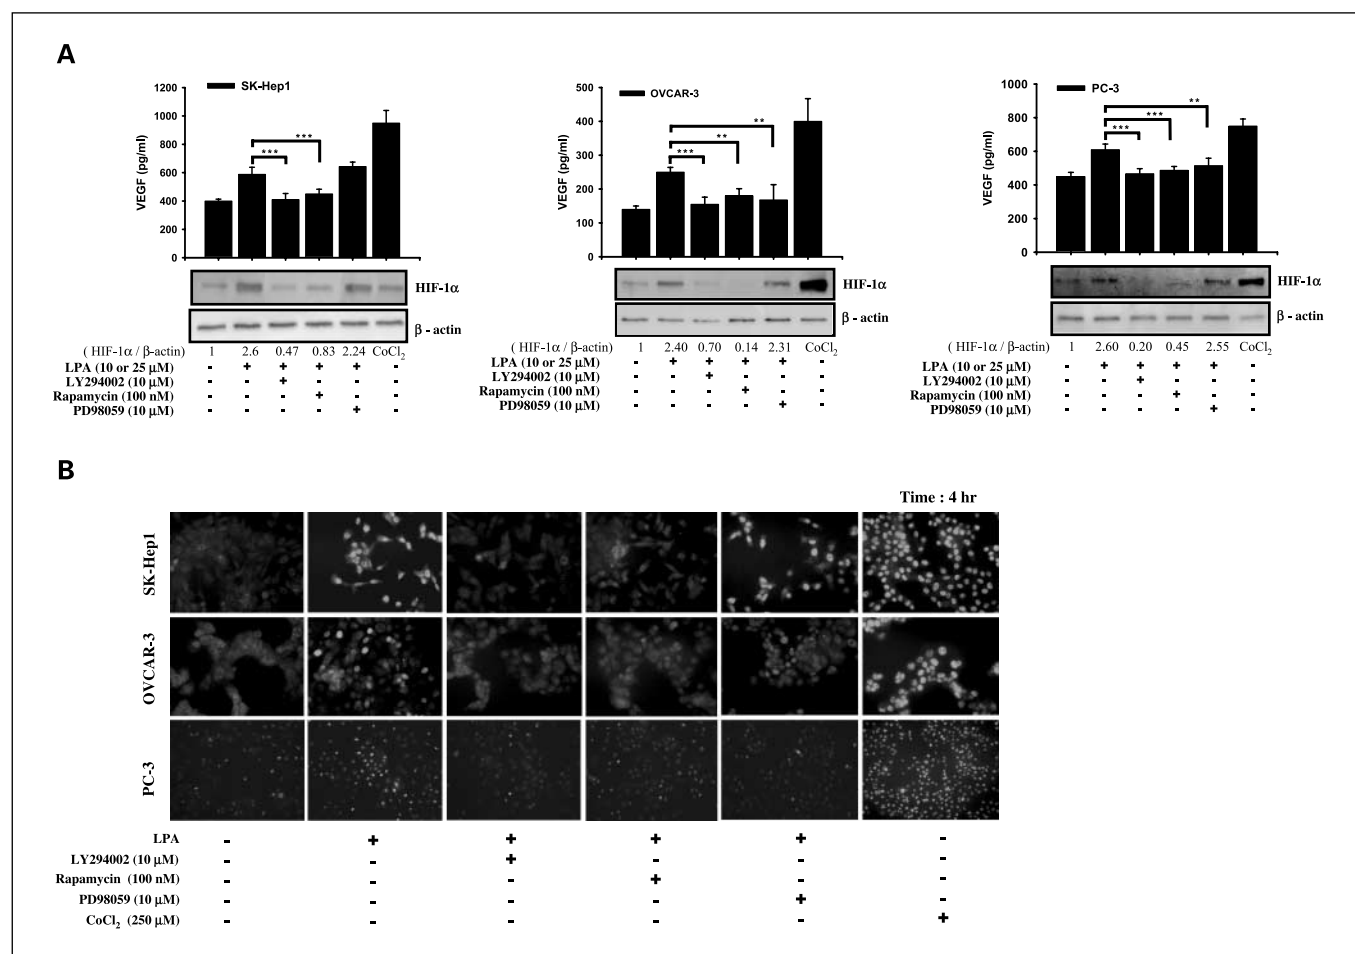 A
SK-Hep1
VEGF (pg/ml)
1200
1000
800
600
400
200
0
***
***
HIF-1α
β - actin
( HIF-1α / β-actin) 1 2.6 0.47 0.83 2.24 CoCl2
LPA (10 or 25 μM) - + + + + -
LY294002 (10 μM) - - + - - -
Rapamycin (100 nM) - - - + - -
PD98059 (10 μM) - - - - + -
OVCAR-3
VEGF (pg/ml)
500
400
300
200
100
0
**
**
***
HIF-1α
β - actin
( HIF-1α / β-actin) 1 2.40 0.70 0.14 2.31 CoCl2
LPA (10 or 25 μM) - + + + + -
LY294002 (10 μM) - - + - - -
Rapamycin (100 nM) - - - + - -
PD98059 (10 μM) - - - - + -
PC-3
VEGF (pg/ml)
1000
800
600
400
200
0
**
***
***
HIF-1α
β - actin
( HIF-1α / β-actin) 1 2.60 0.20 0.45 2.55 CoCl2
LPA (10 or 25 μM) - + + + + -
LY294002 (10 μM) - - + - - -
Rapamycin (100 nM) - - - + - -
PD98059 (10 μM) - - - - + -
B
Time : 4 hr
SK-Hep1
OVCAR-3
PC-3
LPA - + + + + -
LY294002 (10 μM) - - + - - -
Rapamycin (100 nM) - - - + - -
PD98059 (10 μM) - - - - + -
CoCl2 (250 μM) - - - - - +